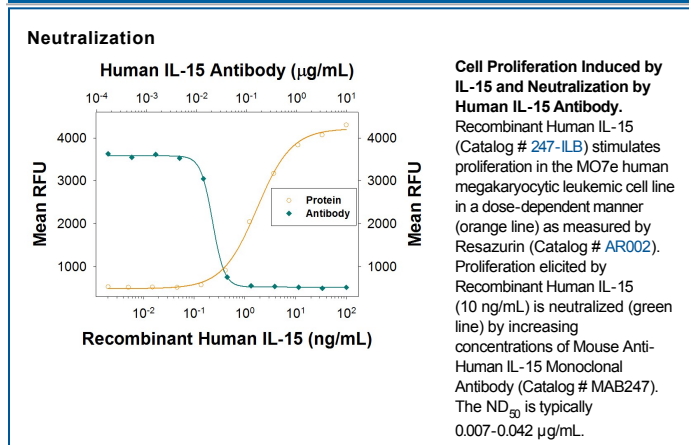 Neutralization
Human IL-15 Antibody (μg/mL)
10⁻⁴ 10⁻³ 10⁻² 10⁻¹ 10⁰ 10¹
Mean RFU
4000
3000
2000
1000
Protein
Antibody
4000
3000
2000
1000
Mean RFU
10⁻² 10⁻¹ 10⁰ 10¹ 10²
Recombinant Human IL-15 (ng/mL)
Cell Proliferation Induced by
IL-15 and Neutralization by
Human IL-15 Antibody.
Recombinant Human IL-15
(Catalog # 247-ILB) stimulates
proliferation in the MO7e human
megakaryocytic leukemic cell line
in a dose-dependent manner
(orange line) as measured by
Resazurin (Catalog # AR002).
Proliferation elicited by
Recombinant Human IL-15
(10 ng/mL) is neutralized (green
line) by increasing
concentrations of Mouse Anti-
Human IL-15 Monoclonal
Antibody (Catalog # MAB247).
The ND₅₀ is typically
0.007-0.042 μg/mL.